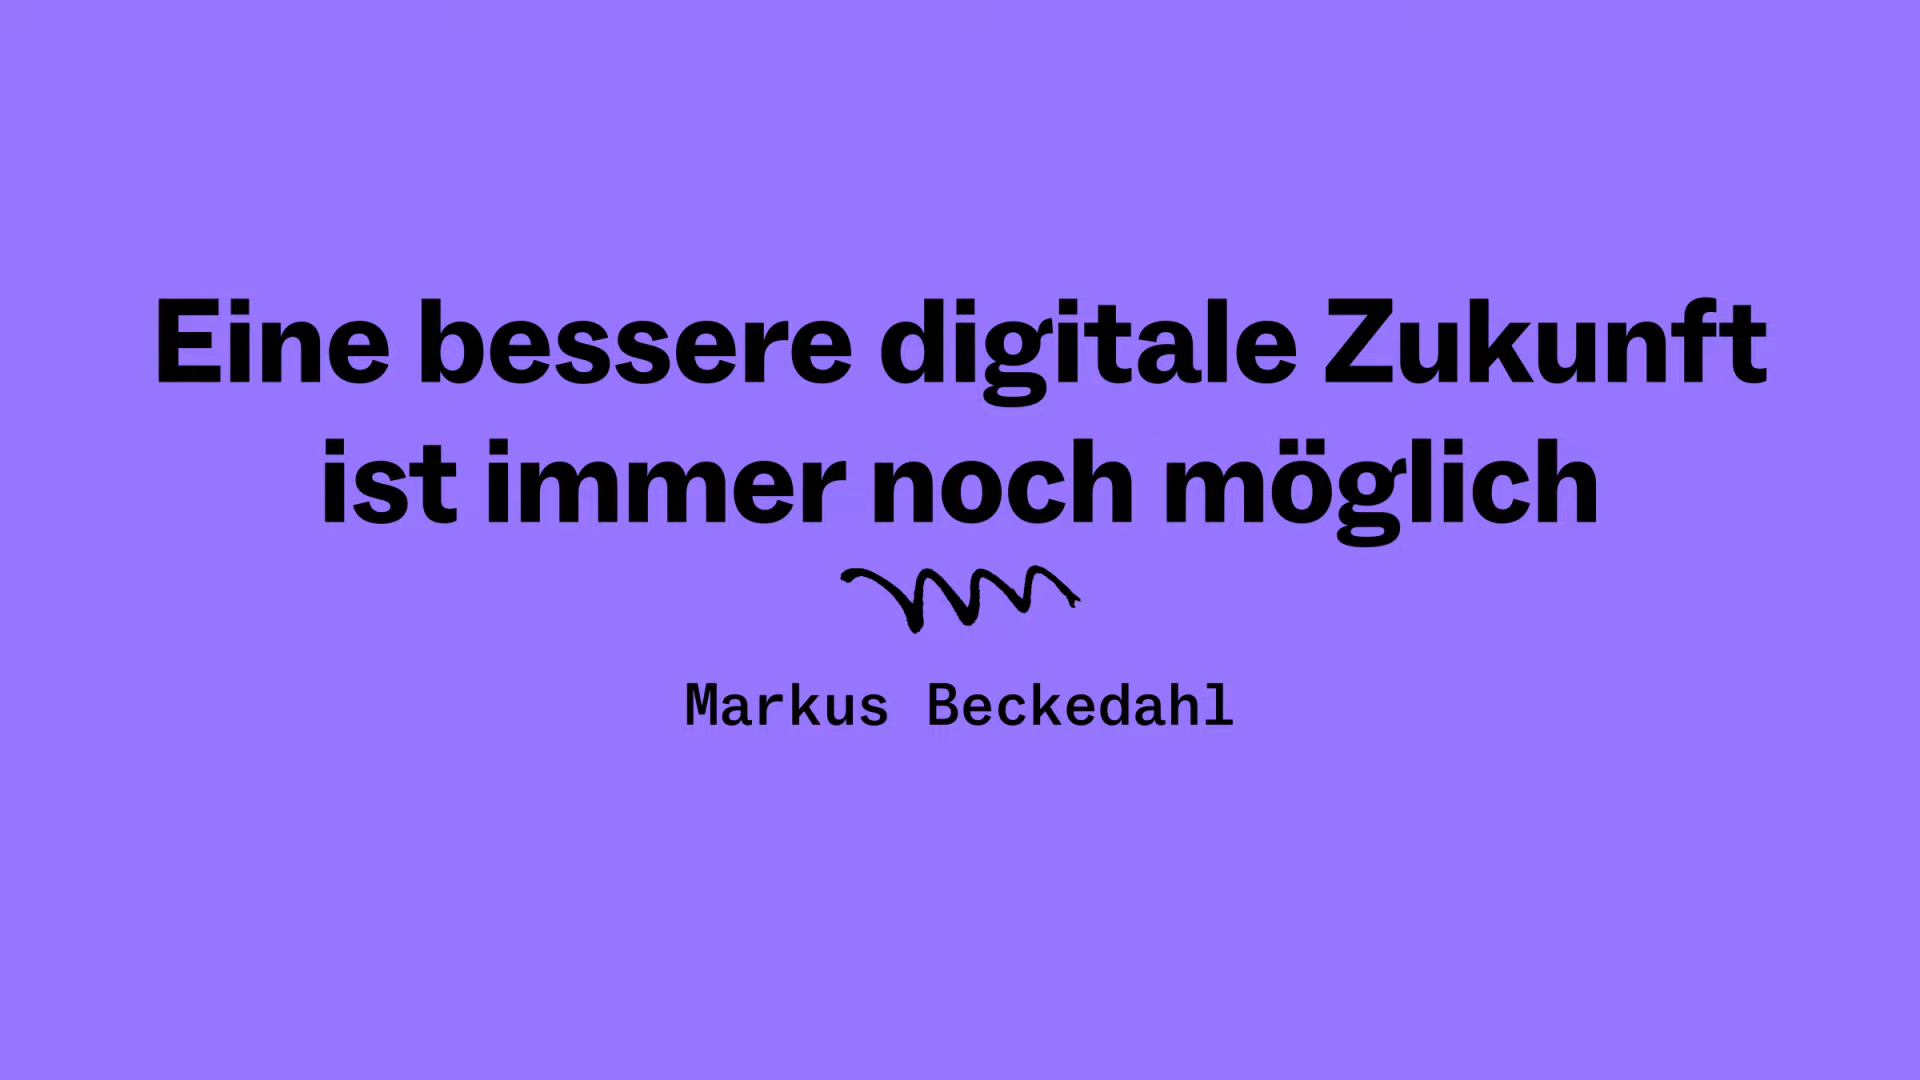 Eine bessere digitale Zukunft
ist immer noch möglich
Markus Beckedahl